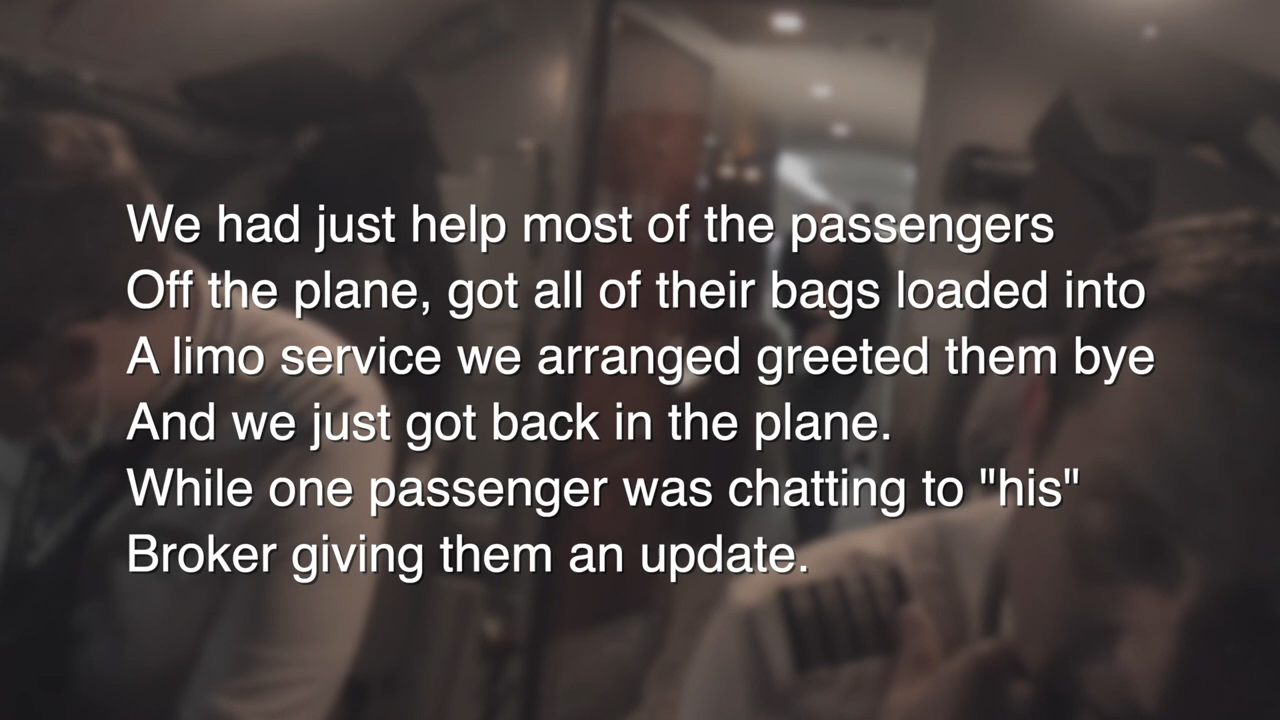 We had just help most of the passengers
Off the plane, got all of their bags loaded into
A limo service we arranged greeted them bye
And we just got back in the plane.
While one passenger was chatting to "his"
Broker giving them an update.